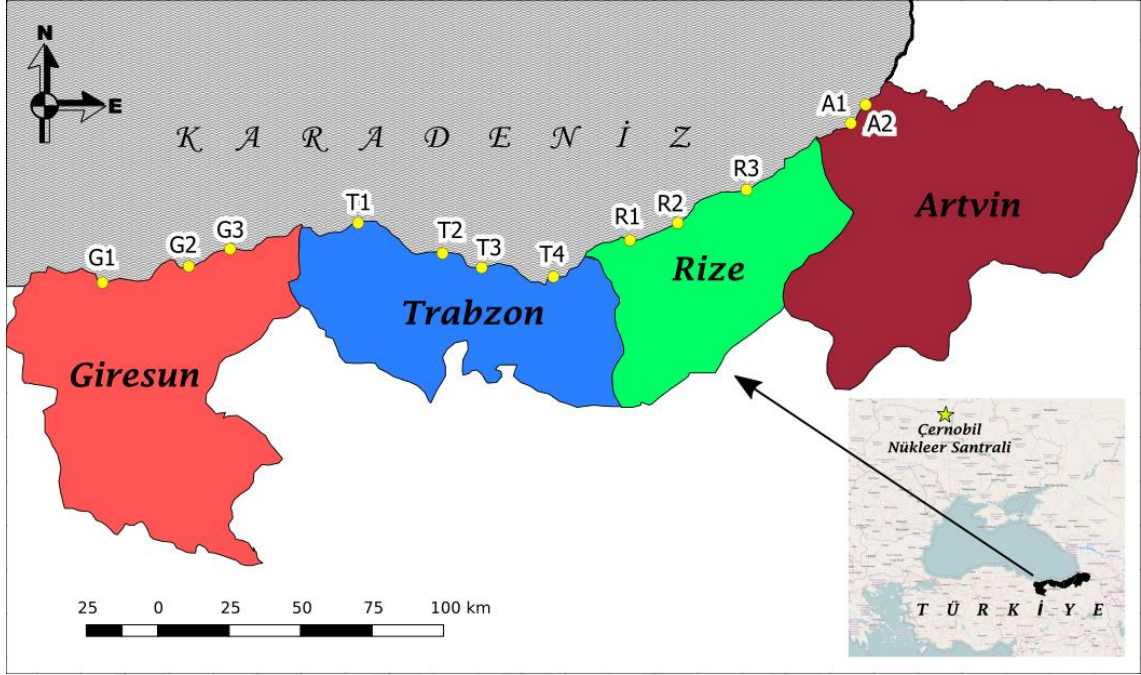 N
E
K A R A D E N İ Z
A1
A2
R3
T1
R2
R1
G3
T2
G2
T3
T4
G1
Artvin
Rize
Trabzon
Giresun
Çernobil
Nükleer Santrali
T Ü R K İ Y E
25 0 25 50 75 100 km